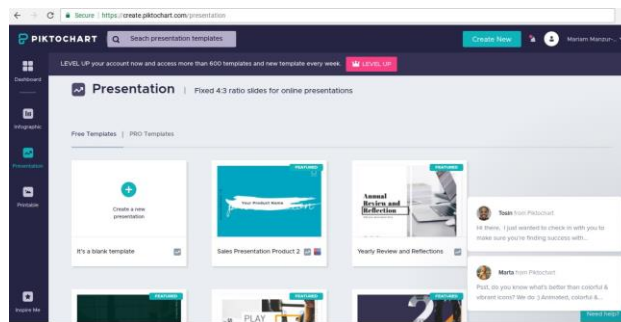 Secure | https://create.piktochart.com/presentation
PIKTOCHART
Seach presentation templates
Create New
Mariam Manzur-..
LEVEL UP your account now and access more than 600 templates and new template every week.
LEVEL UP
Dashboard
Presentation | Fixed 4:3 ratio slides for online presentations
Infographic
Free Templates | PRO Templates
Presentation
FEATURED
FEATURED
Create a new
presentation
Your Product Name
Annual
Review and
Reflection
Printable
It's a blank template
Sales Presentation Product 2
Yearly Review and Reflections
Tosin from Piktochart
Hi there, I just wanted to check in with you to
make sure you're finding success with...
Marta from Piktochart
Psst, do you know what's better than colorful &
vibrant icons? We do ;) Animated, colorful &...
FEATURED
FEATURED
FEATURED
PLAY
Inspire Me
Need help?